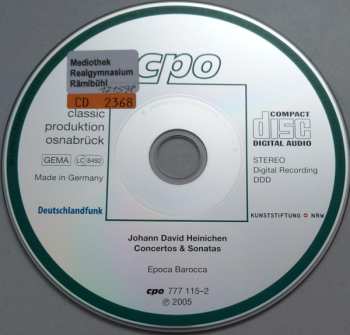 Mediothek
Realgymnasium
Rämibühl
CD 2368
cpo
classic
produktion
osnabrück
GEMA LC 8492
Made in Germany
COMPACT
disc
DIGITAL AUDIO
STEREO
Digital Recording
DDD
Deutschlandfunk
KUNSTSTIFTUNG NRW
Johann David Heinichen
Concertos & Sonatas
Epoca Barocca
cpo 777 115-2
℗ 2005